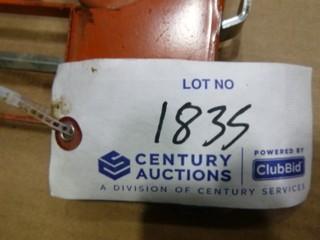 LOT NO
1835
CENTURY
AUCTIONS
POWERED BY
ClubBid
A DIVISION OF CENTURY SERVICES